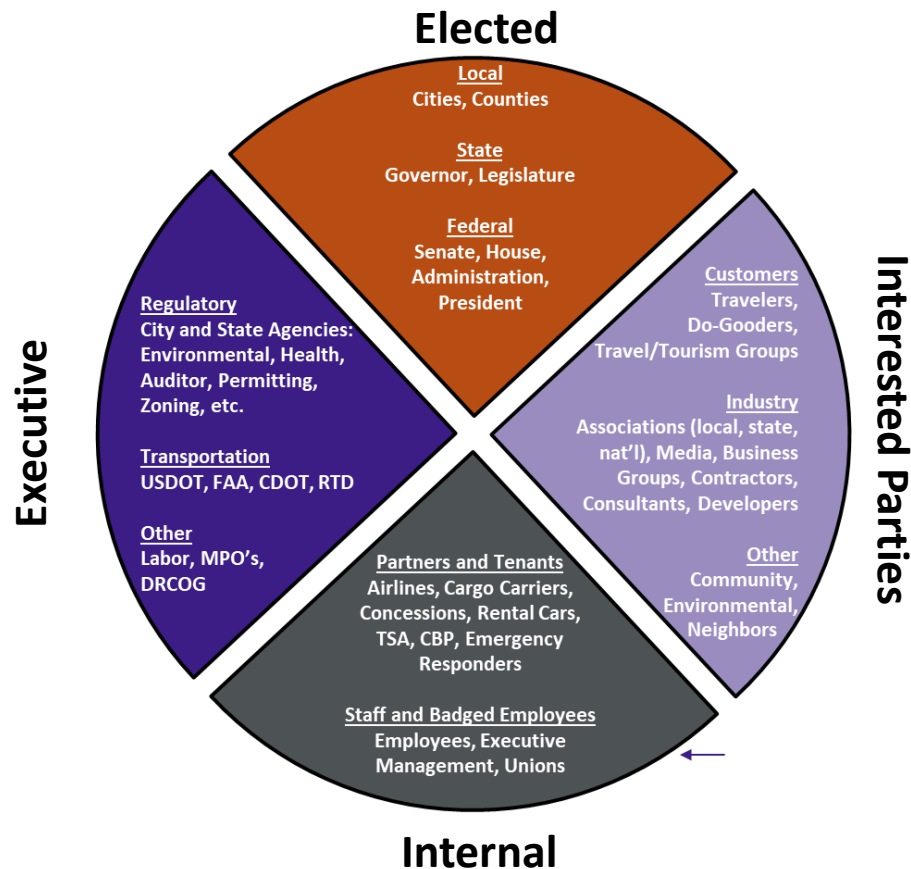 Elected
Local
Cities, Counties
State
Governor, Legislature
Federal
Senate, House,
Administration,
President
Executive
Regulatory
City and State Agencies:
Environmental, Health,
Auditor, Permitting,
Zoning, etc.
Transportation
USDOT, FAA, CDOT, RTD
Other
Labor, MPO’s,
DRCOG
Interested Parties
Customers
Travelers,
Do-Gooders,
Travel/Tourism Groups
Industry
Associations (local, state,
nat’l), Media, Business
Groups, Contractors,
Consultants, Developers
Other
Community,
Environmental,
Neighbors
Partners and Tenants
Airlines, Cargo Carriers,
Concessions, Rental Cars,
TSA, CBP, Emergency
Responders
Staff and Badged Employees
Employees, Executive
Management, Unions
Internal